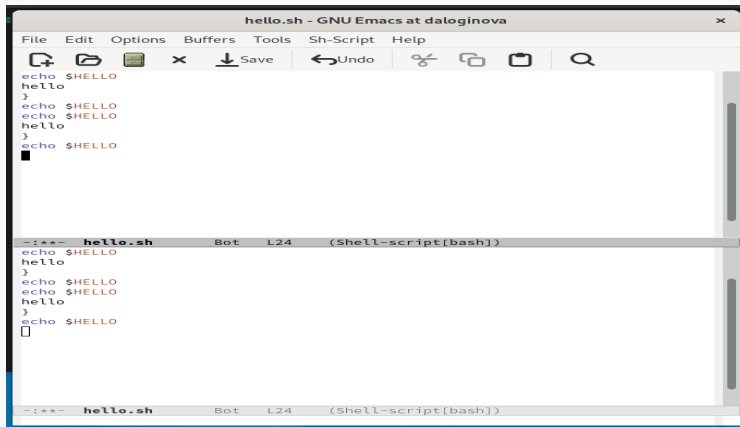 hello.sh - GNU Emacs at daloginova
File Edit Options Buffers Tools Sh-Script Help
Save Undo
echo $HELLO
hello
}
echo $HELLO
echo $HELLO
hello
}
echo $HELLO
-:**- hello.sh Bot L24 (Shell-script[bash])
echo $HELLO
hello
}
echo $HELLO
echo $HELLO
hello
}
echo $HELLO
-:**- hello.sh Bot L24 (Shell-script[bash])